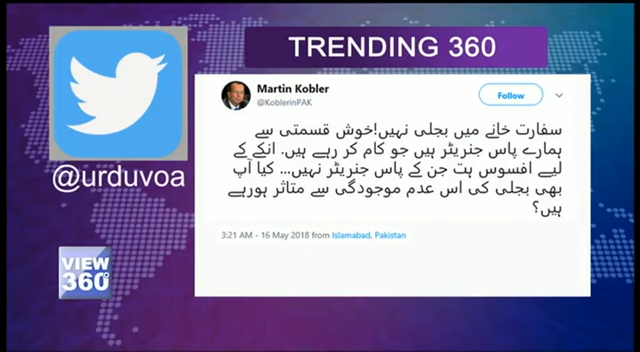 TRENDING 360
Martin Kobler
@KoblerinPAK
Follow
سفارت خانے میں بجلی نہیں!خوش قسمتی سے
ہمارے پاس جنریٹر ہیں جو کام کر رہے ہیں. انکے کے
لیے افسوس ہت جن کے پاس جنریٹر نہیں... کیا آپ
بھی بجلی کی اس عدم موجودگی سے متاثر ہورہے
ہیں؟
3:21 AM - 16 May 2018 from Islamabad, Pakistan
@urduvoa
VIEW
360°